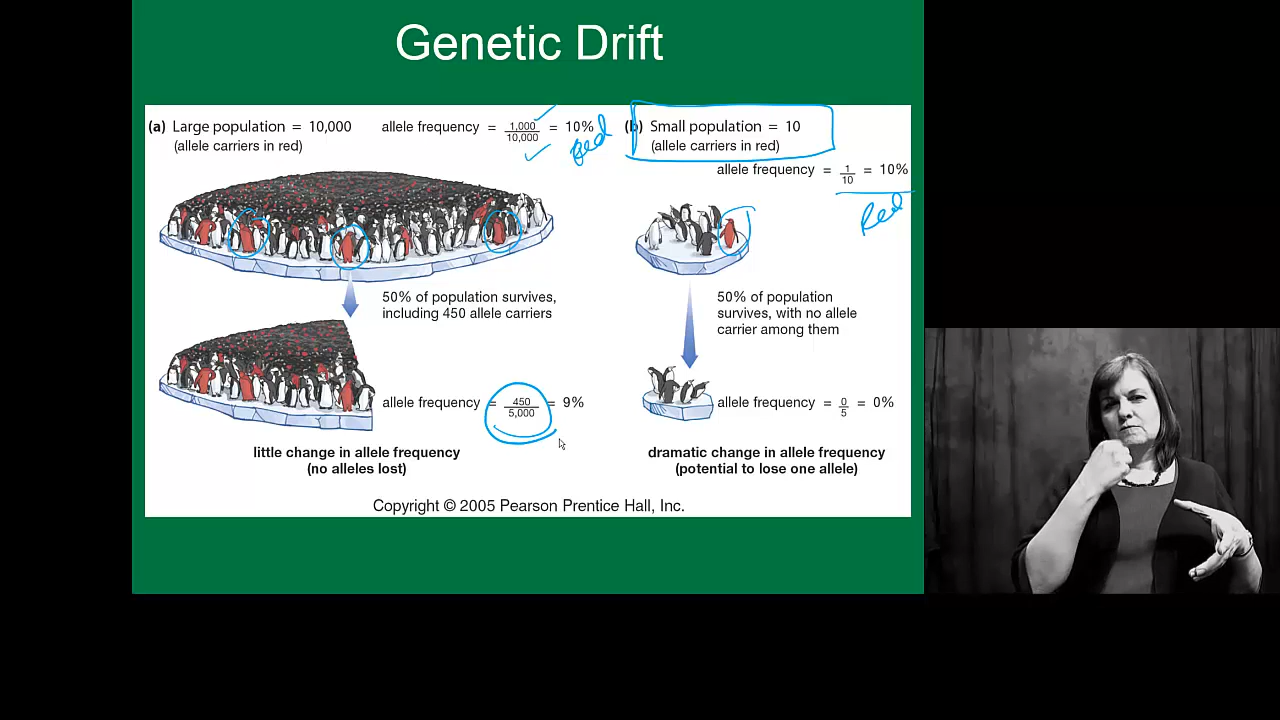 Genetic Drift
(a) Large population = 10,000 allele frequency = 1,000/10,000 = 10%
(allele carriers in red)
Red
(b) Small population = 10
(allele carriers in red)
allele frequency = 1/10 = 10%
Red
50% of population survives,
including 450 allele carriers
50% of population
survives, with no allele
carrier among them
allele frequency = 450/5,000 = 9%
allele frequency = 0/5 = 0%
little change in allele frequency
(no alleles lost)
dramatic change in allele frequency
(potential to lose one allele)
Copyright © 2005 Pearson Prentice Hall, Inc.